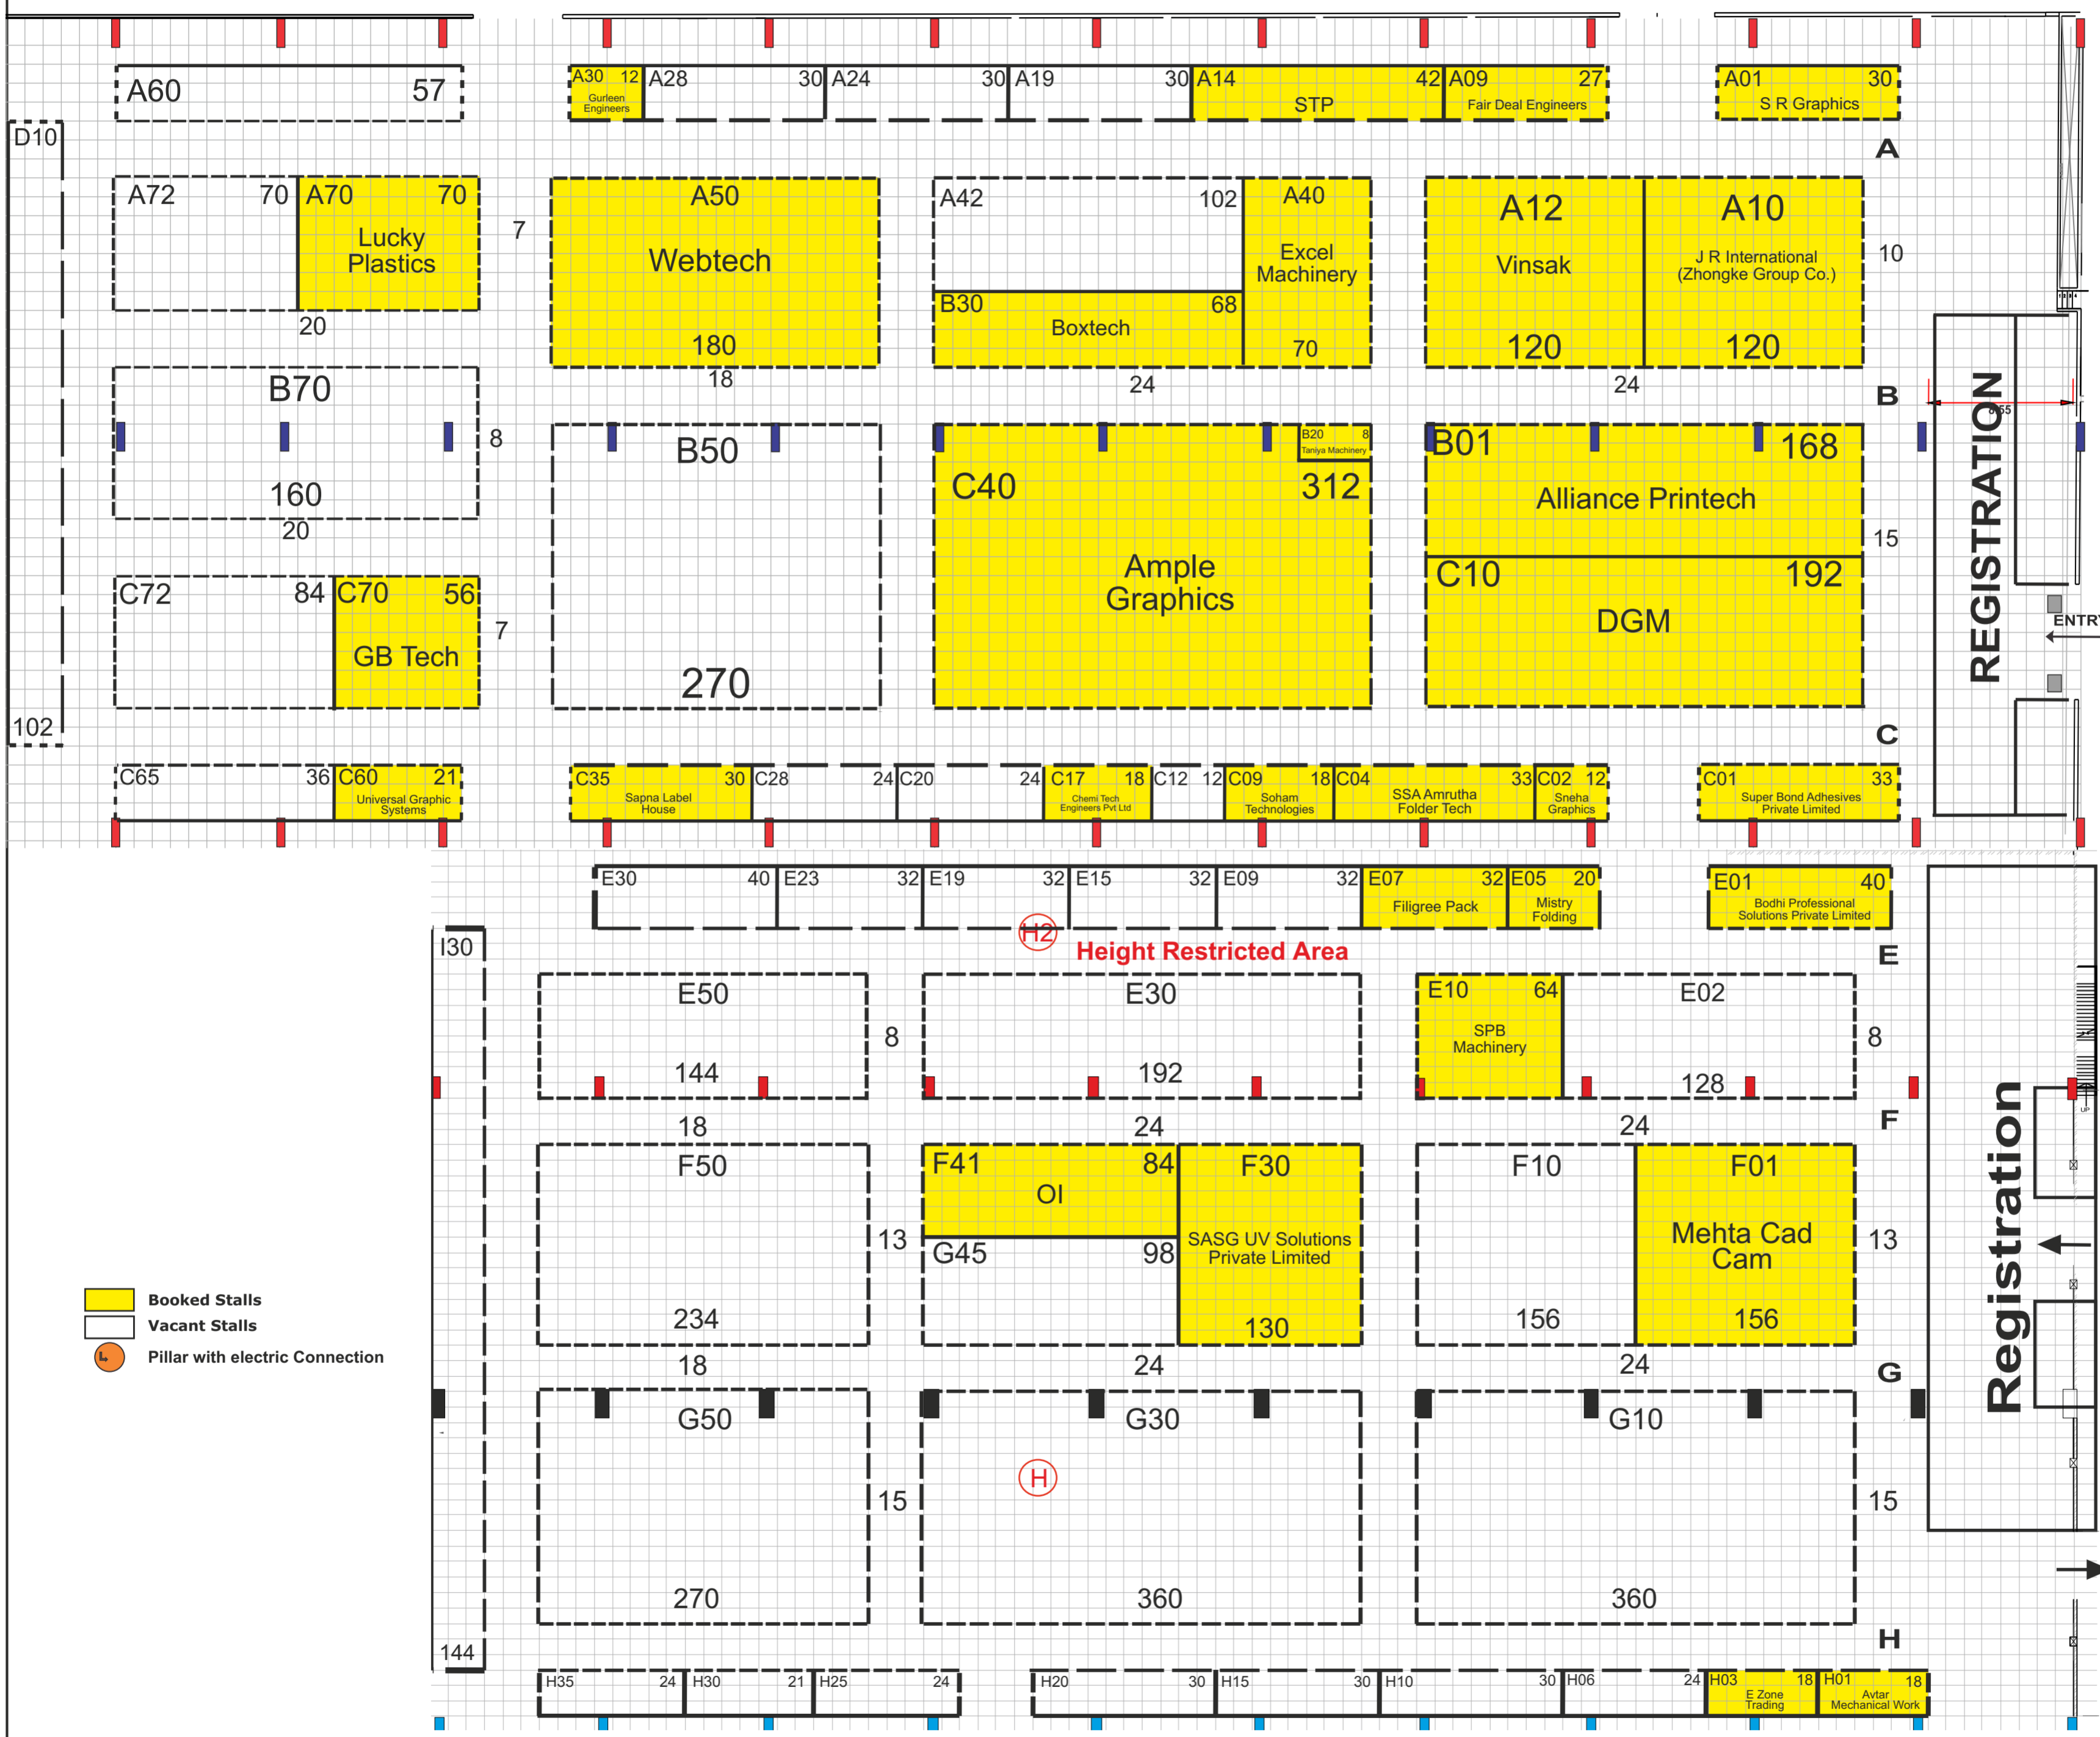 A60 57
A30 12
Gurleen
Engineers
A28 30
A24 30
A19 30
A14 42
STP
A09 27
Fair Deal Engineers
A01 30
S R Graphics
D10
102
A
A72 70
A70 70
Lucky
Plastics
20
7
A50
Webtech
180
18
A42 102
B30 68
Boxtech
A40
Excel
Machinery
70
24
A12
Vinsak
120
A10
J R International
(Zhongke Group Co.)
120
10
24
B
B70
160
20
8
B50
270
C40 312
Ample
Graphics
B20 8
Taniya Machinery
B01 168
Alliance Printech
C10 192
DGM
15
REGISTRATION
C72 84
C70 56
GB Tech
7
C
C65 36
C60 21
Universal Graphic
Systems
C35 30
Sapna Label
House
C28 24
C20 24
C17 18
Chemi Tech
Engineers Pvt Ltd
C12 12
C09 18
Soham
Technologies
C04 33
SSA Amrutha
Folder Tech
C02 12
Sneha
Graphics
C01 33
Super Bond Adhesives
Private Limited
E30 40
E23 32
E19 32
E15 32
E09 32
E07 32
Filigree Pack
E05 20
Mistry
Folding
E01 40
Bodhi Professional
Solutions Private Limited
H2
Height Restricted Area
E
I30
144
E50
144
18
8
E30
192
24
E10 64
SPB
Machinery
E02
128
8
24
F
UP
F50
234
18
13
F41 84
OI
G45 98
F30
SASG UV Solutions
Private Limited
130
24
F10
156
F01
Mehta Cad
Cam
156
13
24
G
Registration
Booked Stalls
Vacant Stalls
Pillar with electric Connection
G50
270
15
G30
H
360
G10
360
15
H
H35 24
H30 21
H25 24
H20 30
H15 30
H10 30
H06 24
H03 18
E Zone
Trading
H01 18
Avtar
Mechanical Work